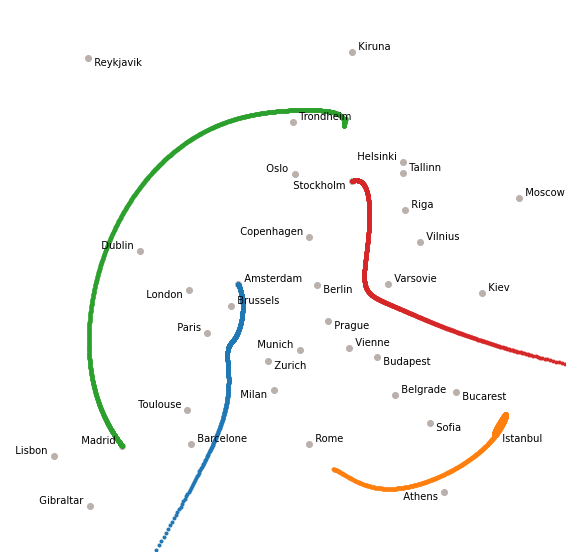 Kiruna
Reykjavik
Trondheim
Helsinki
Tallinn
Oslo
Stockholm
Moscow
Riga
Copenhagen
Vilnius
Dublin
Amsterdam
Varsovie
Berlin
Kiev
London
Brussels
Paris
Prague
Vienne
Munich
Budapest
Zurich
Milan
Belgrade
Bucarest
Toulouse
Sofia
Madrid
Barcelone
Rome
Istanbul
Lisbon
Athens
Gibraltar